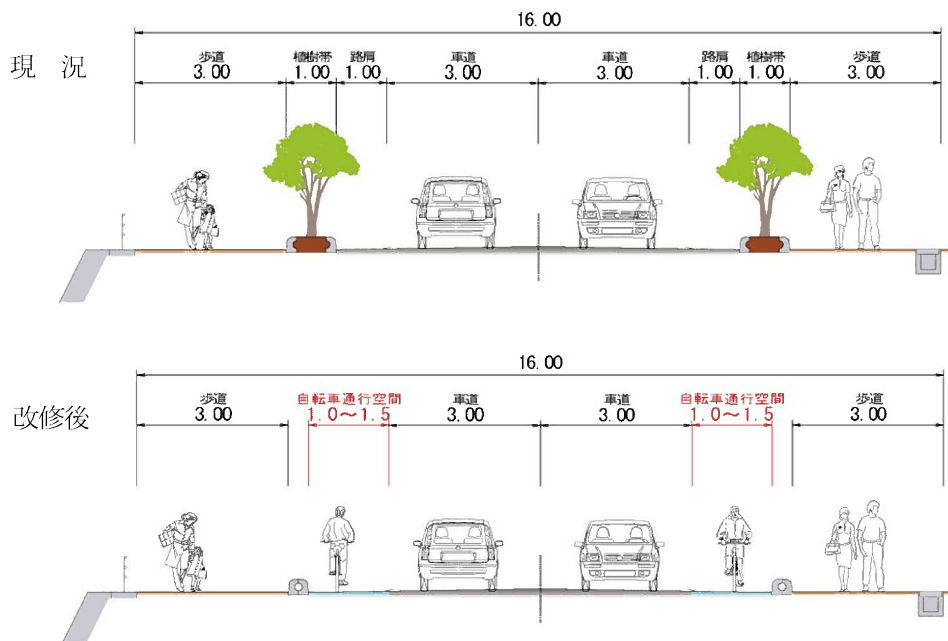 16.00
現 況
歩道 植樹帯 路肩 車道 車道 路肩 植樹帯 歩道
3.00 1.00 1.00 3.00 3.00 1.00 1.00 3.00
16.00
改修後
歩道 自転車通行空間 車道 車道 自転車通行空間 歩道
3.00 1.0～1.5 3.00 3.00 1.0～1.5 3.00